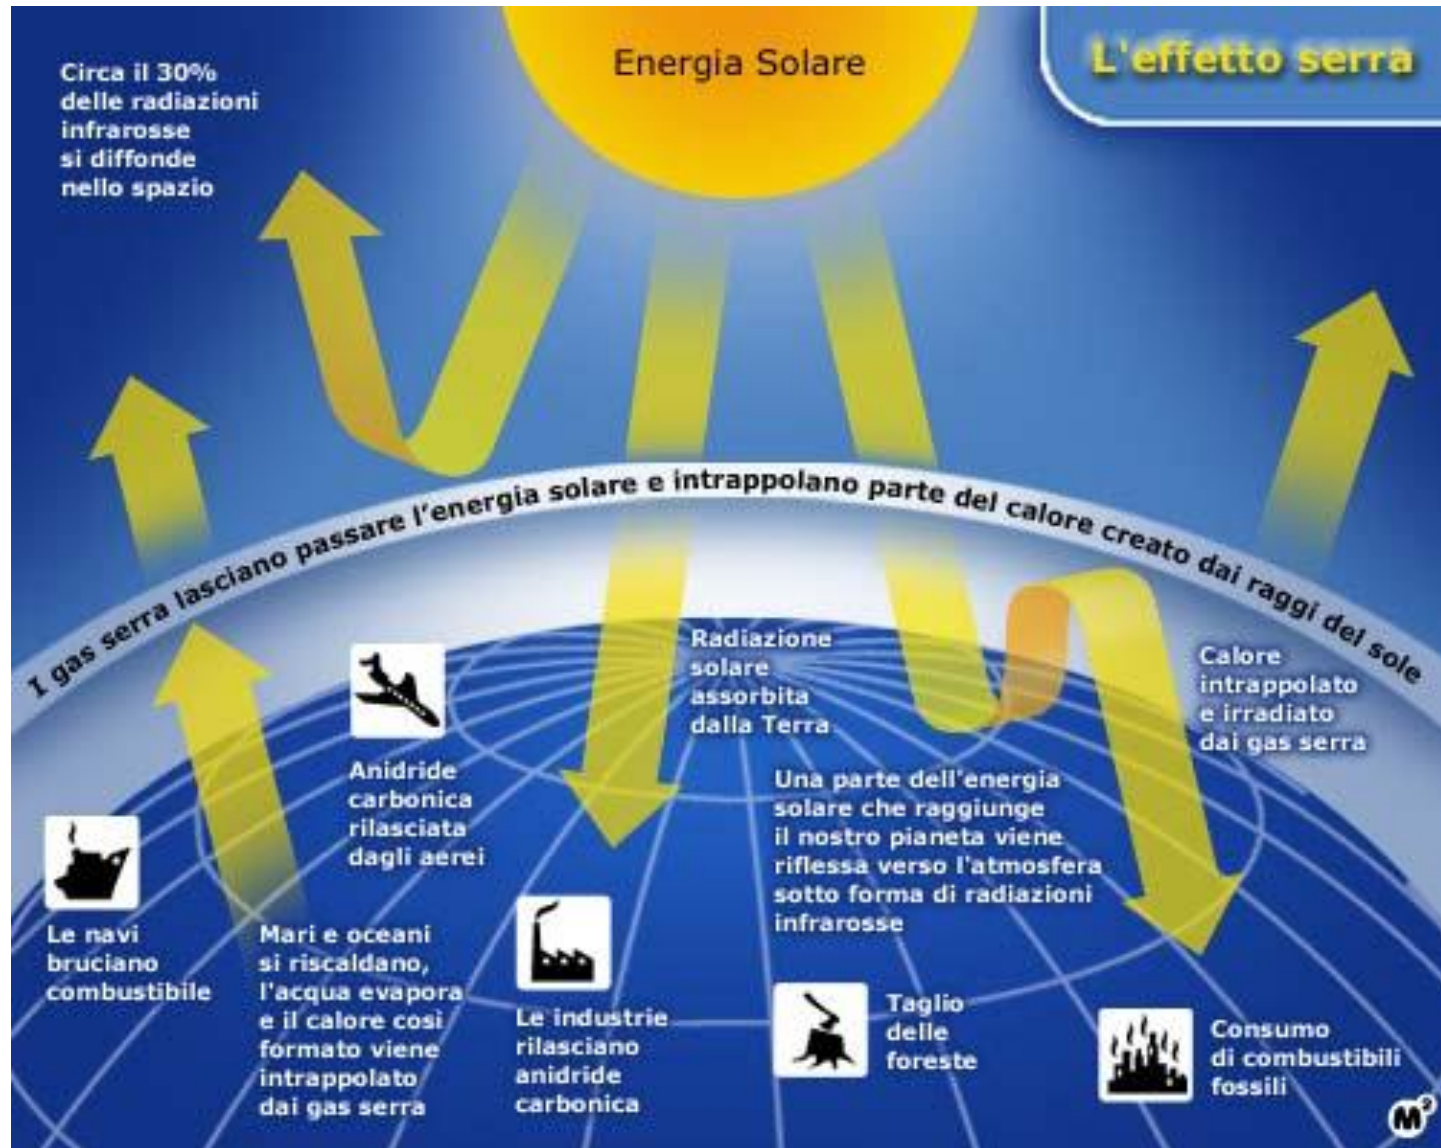 Energia Solare
L'effetto serra
Circa il 30%
delle radiazioni
infrarosse
si diffonde
nello spazio
I gas serra lasciano passare l'energia solare e intrappolano parte del calore creato dai raggi del sole
Radiazione
solare
assorbita
dalla Terra
Calore
intrappolato
e irradiato
dai gas serra
Anidride
carbonica
rilasciata
dagli aerei
Una parte dell'energia
solare che raggiunge
il nostro pianeta viene
riflessa verso l'atmosfera
sotto forma di radiazioni
infrarosse
Le navi
bruciano
combustibile
Mari e oceani
si riscaldano,
l'acqua evapora
e il calore così
formato viene
intrappolato
dai gas serra
Le industrie
rilasciano
anidride
carbonica
Taglio
delle
foreste
Consumo
di combustibili
fossili